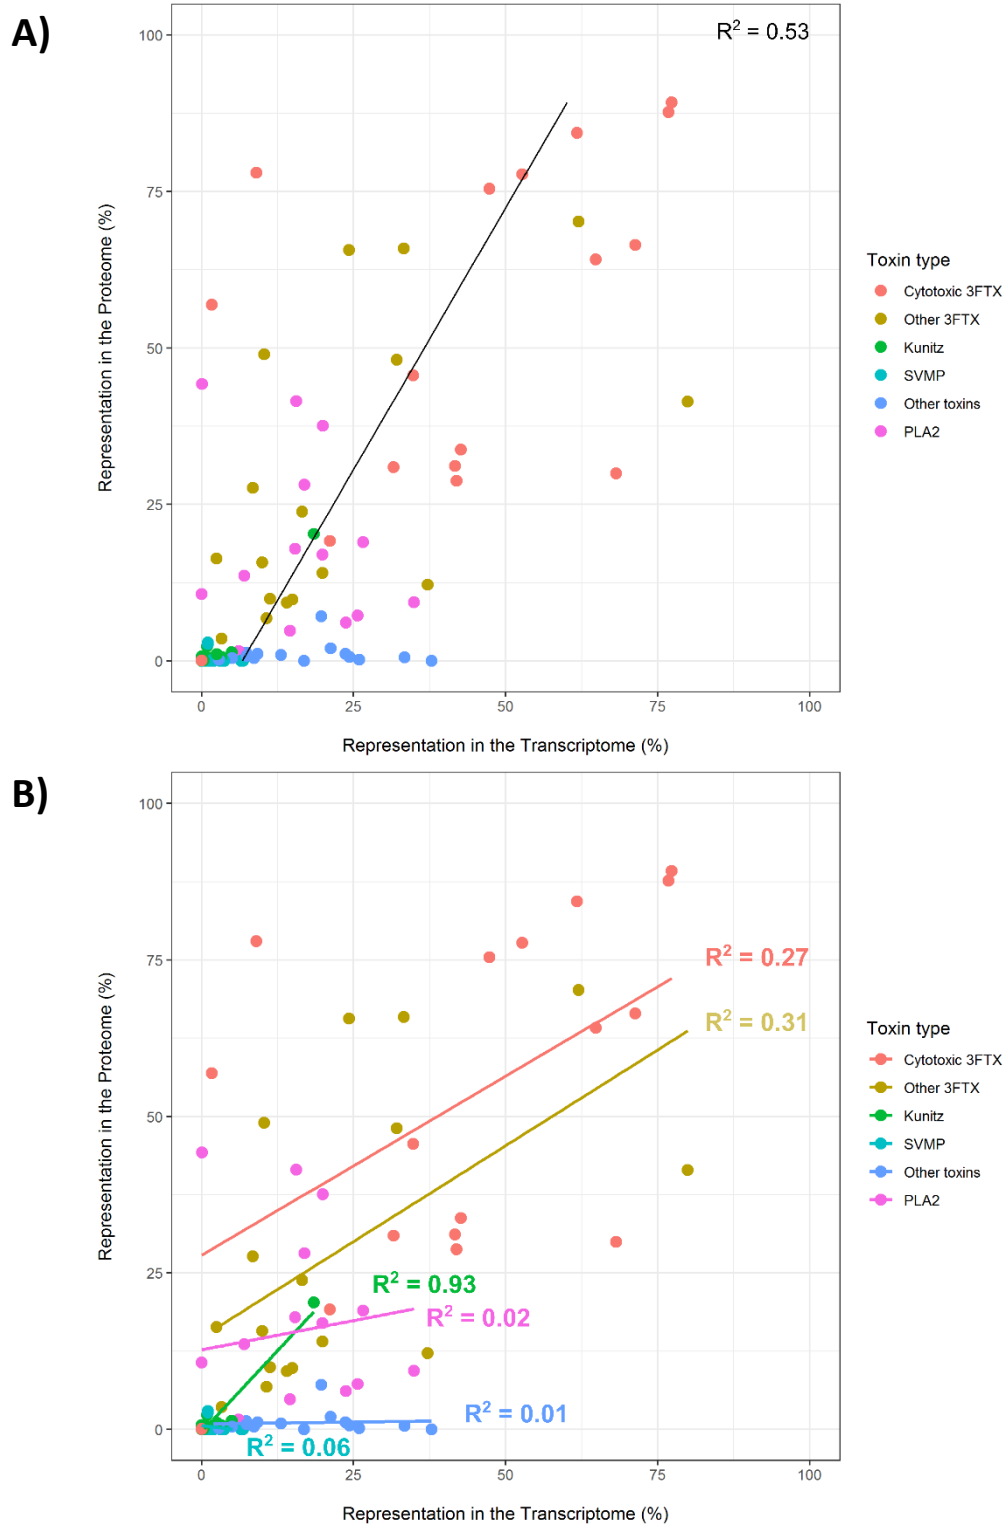 A)
R² = 0.53
100
75
50
25
0
Representation in the Proteome (%)
0 25 50 75 100
Representation in the Transcriptome (%)
Toxin type
Cytotoxic 3FTX
Other 3FTX
Kunitz
SVMP
Other toxins
PLA2
B)
100
75
50
25
0
Representation in the Proteome (%)
R² = 0.27
R² = 0.31
R² = 0.93
R² = 0.02
R² = 0.01
R² = 0.06
0 25 50 75 100
Representation in the Transcriptome (%)
Toxin type
Cytotoxic 3FTX
Other 3FTX
Kunitz
SVMP
Other toxins
PLA2